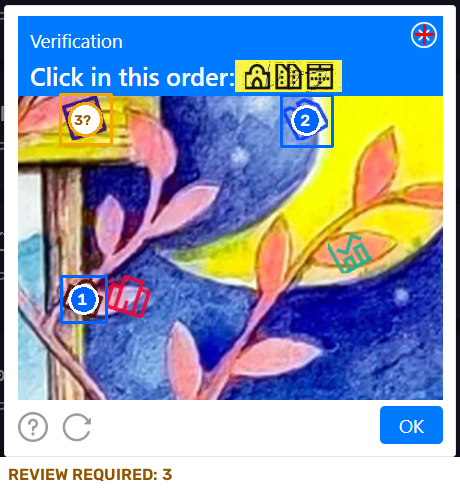 Verification
Click in this order:
3?
2
1
?
OK
REVIEW REQUIRED: 3